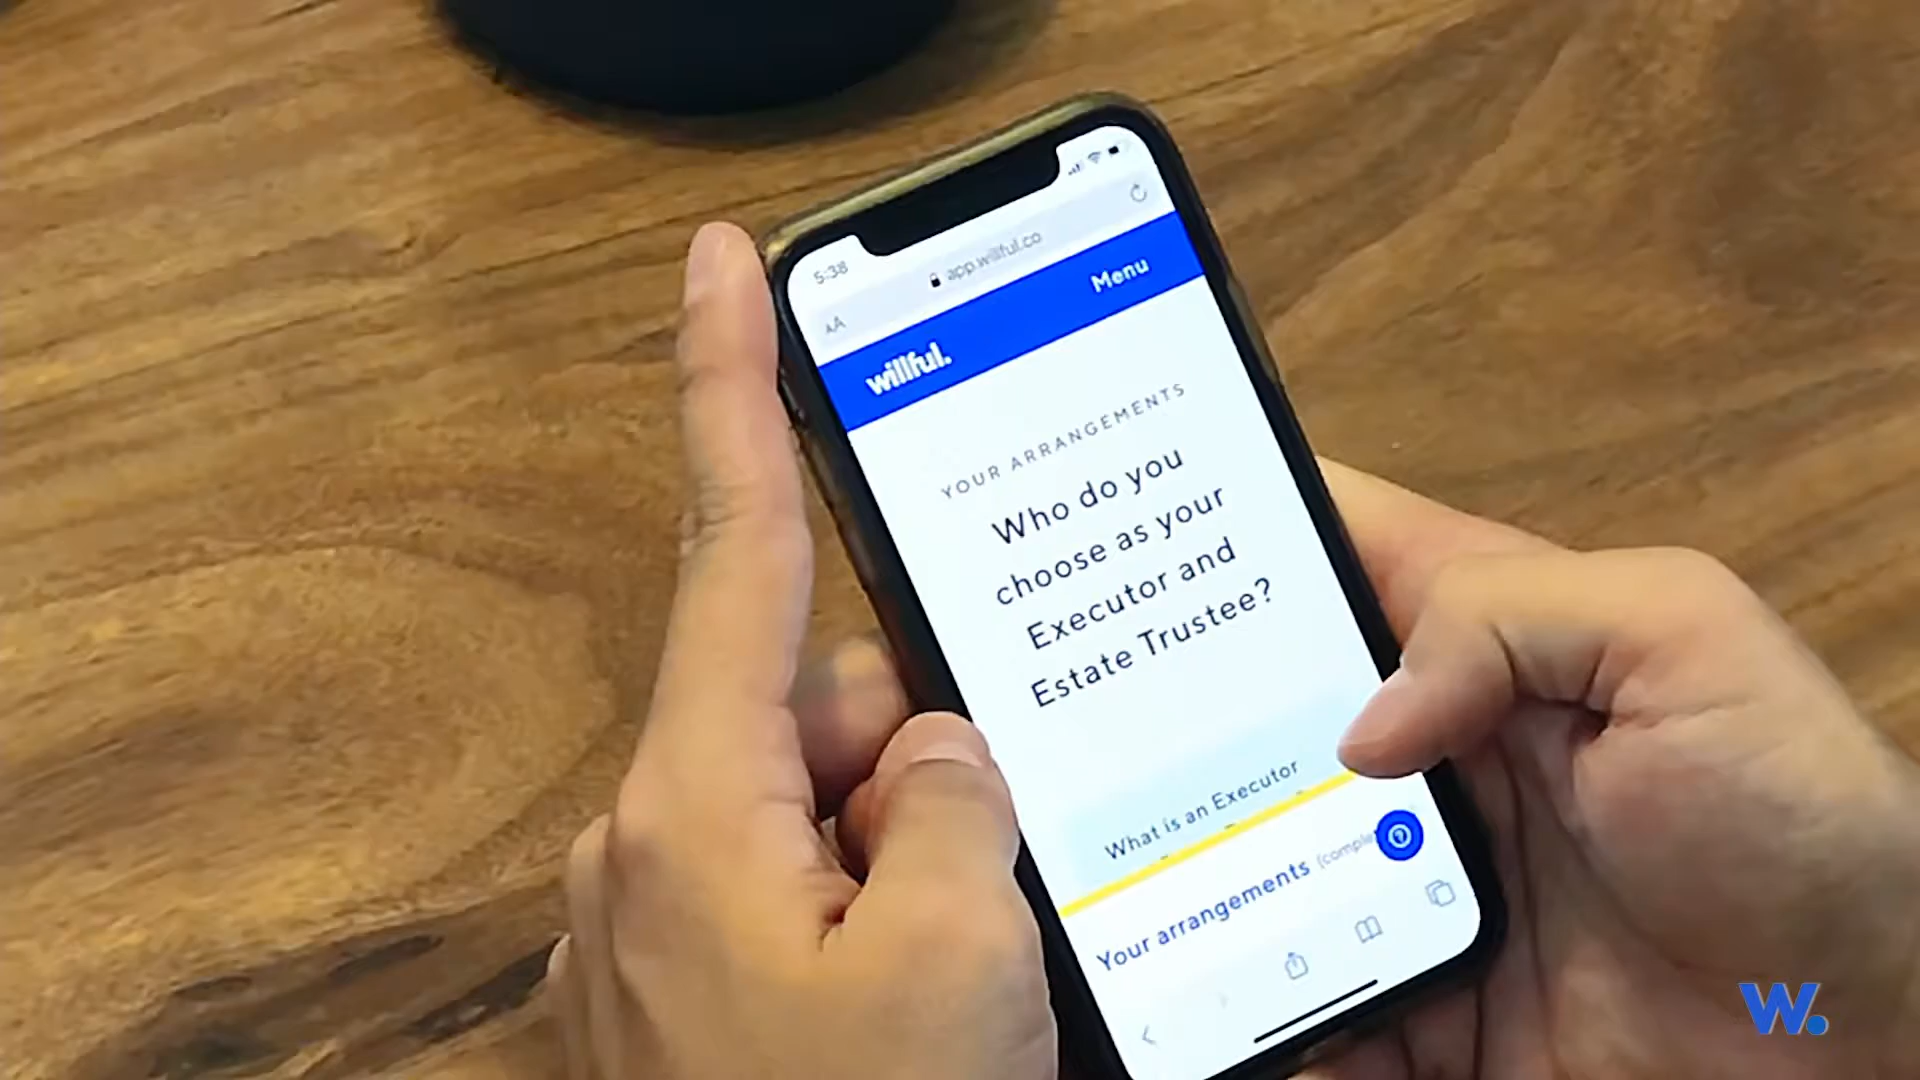 5:38
AA
app.willful.co
willful.
Menu
YOUR ARRANGEMENTS
Who do you
choose as your
Executor and
Estate Trustee?
What is an Executor
Your arrangements
?
W.